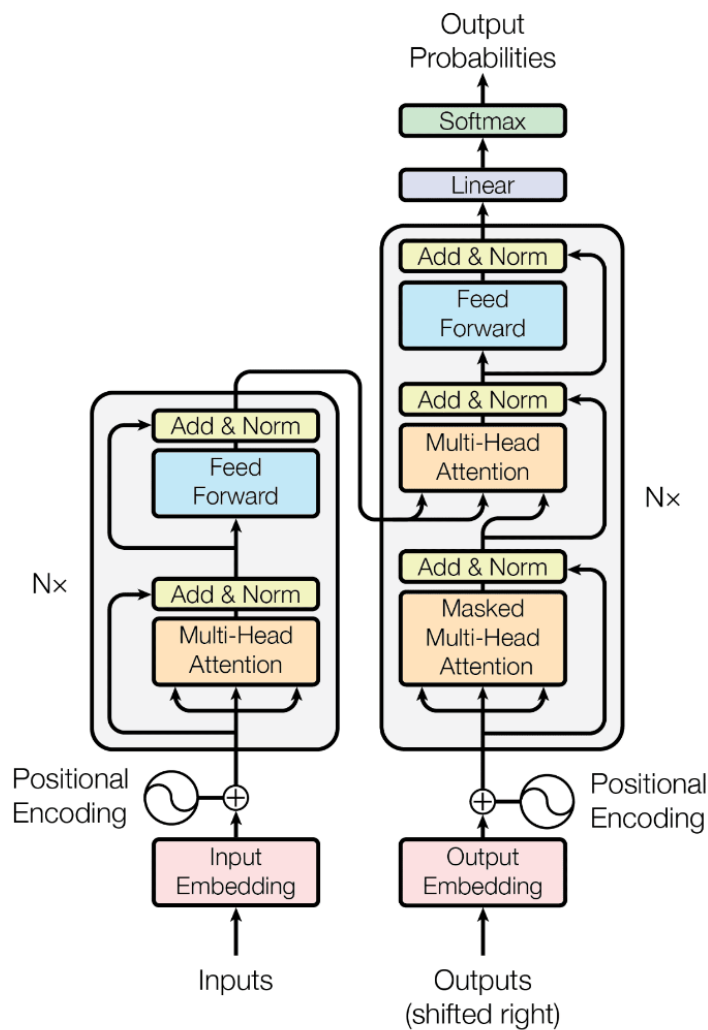 Output
Probabilities
Softmax
Linear
Add & Norm
Feed
Forward
Add & Norm
Multi-Head
Attention
Add & Norm
Masked
Multi-Head
Attention
N×
Add & Norm
Feed
Forward
Add & Norm
Multi-Head
Attention
N×
Positional
Encoding
Positional
Encoding
Input
Embedding
Output
Embedding
Inputs
Outputs
(shifted right)